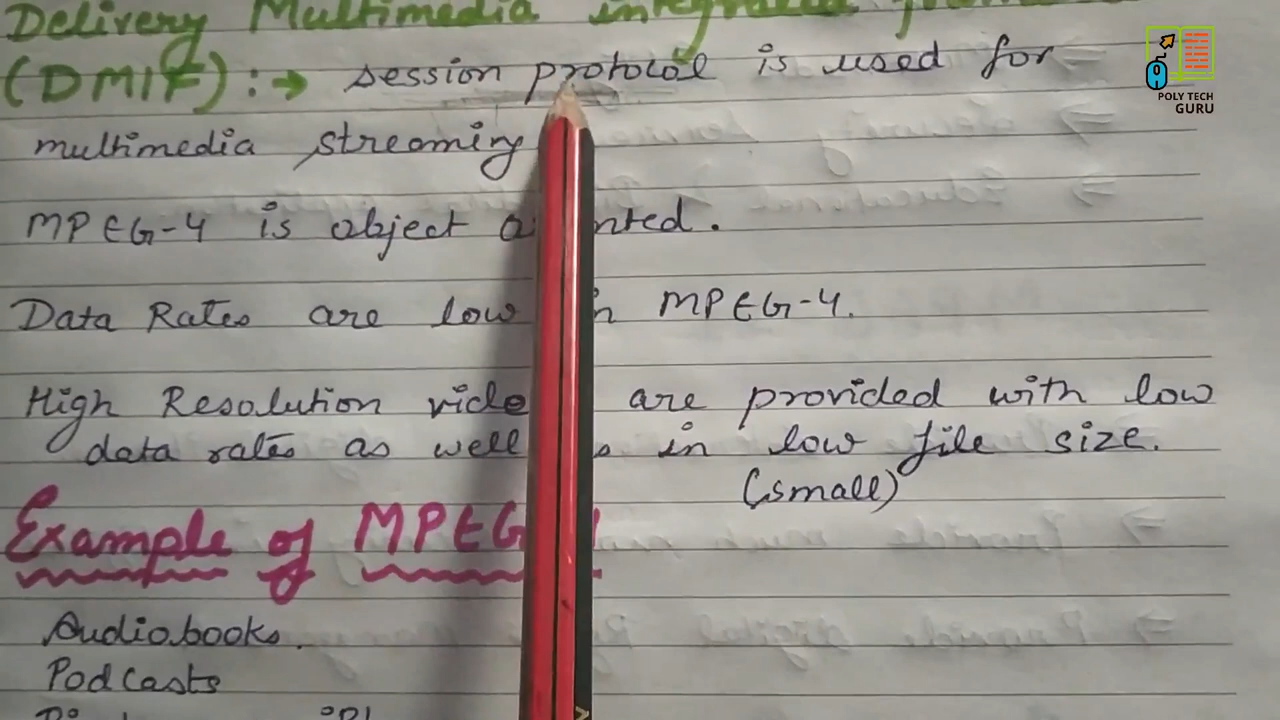 Delivery Multimedia integrated
(DMIF) :→ session protocol is used for
multimedia streaming
MPEG-4 is object nted.
Data Rates are low MPEG-4.
High Resolution are provided with low
data rates as well in low file size.
(small)
Example of MPEG
Audiobooks.
Podcasts
POLY TECH
GURU